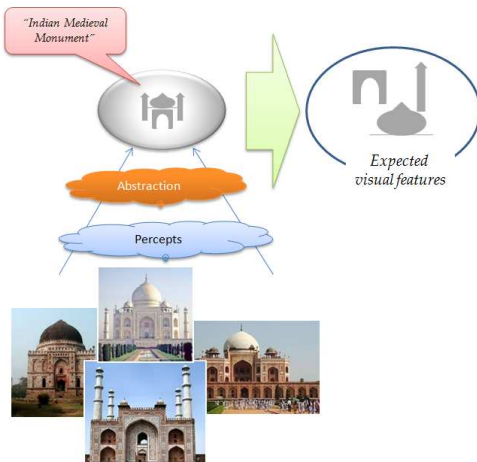 "Indian Medieval
Monument"
Abstraction
Percepts
Expected
visual features